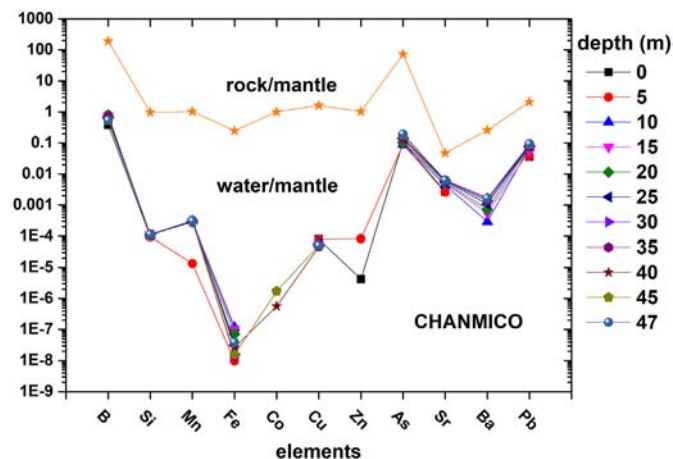 1000
100
10
1
0.1
0.01
0.001
1E-4
1E-5
1E-6
1E-7
1E-8
1E-9
rock/mantle
water/mantle
CHANMICO
B Si Mn Fe Co Cu Zn As Sr Ba Pb
elements
depth (m)
0
5
10
15
20
25
30
35
40
45
47